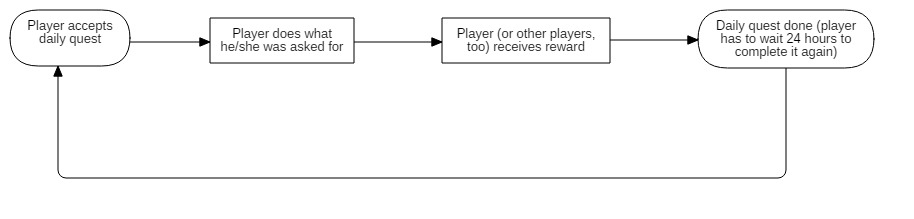 Player accepts
daily quest
Player does what
he/she was asked for
Player (or other players,
too) receives reward
Daily quest done (player
has to wait 24 hours to
complete it again)